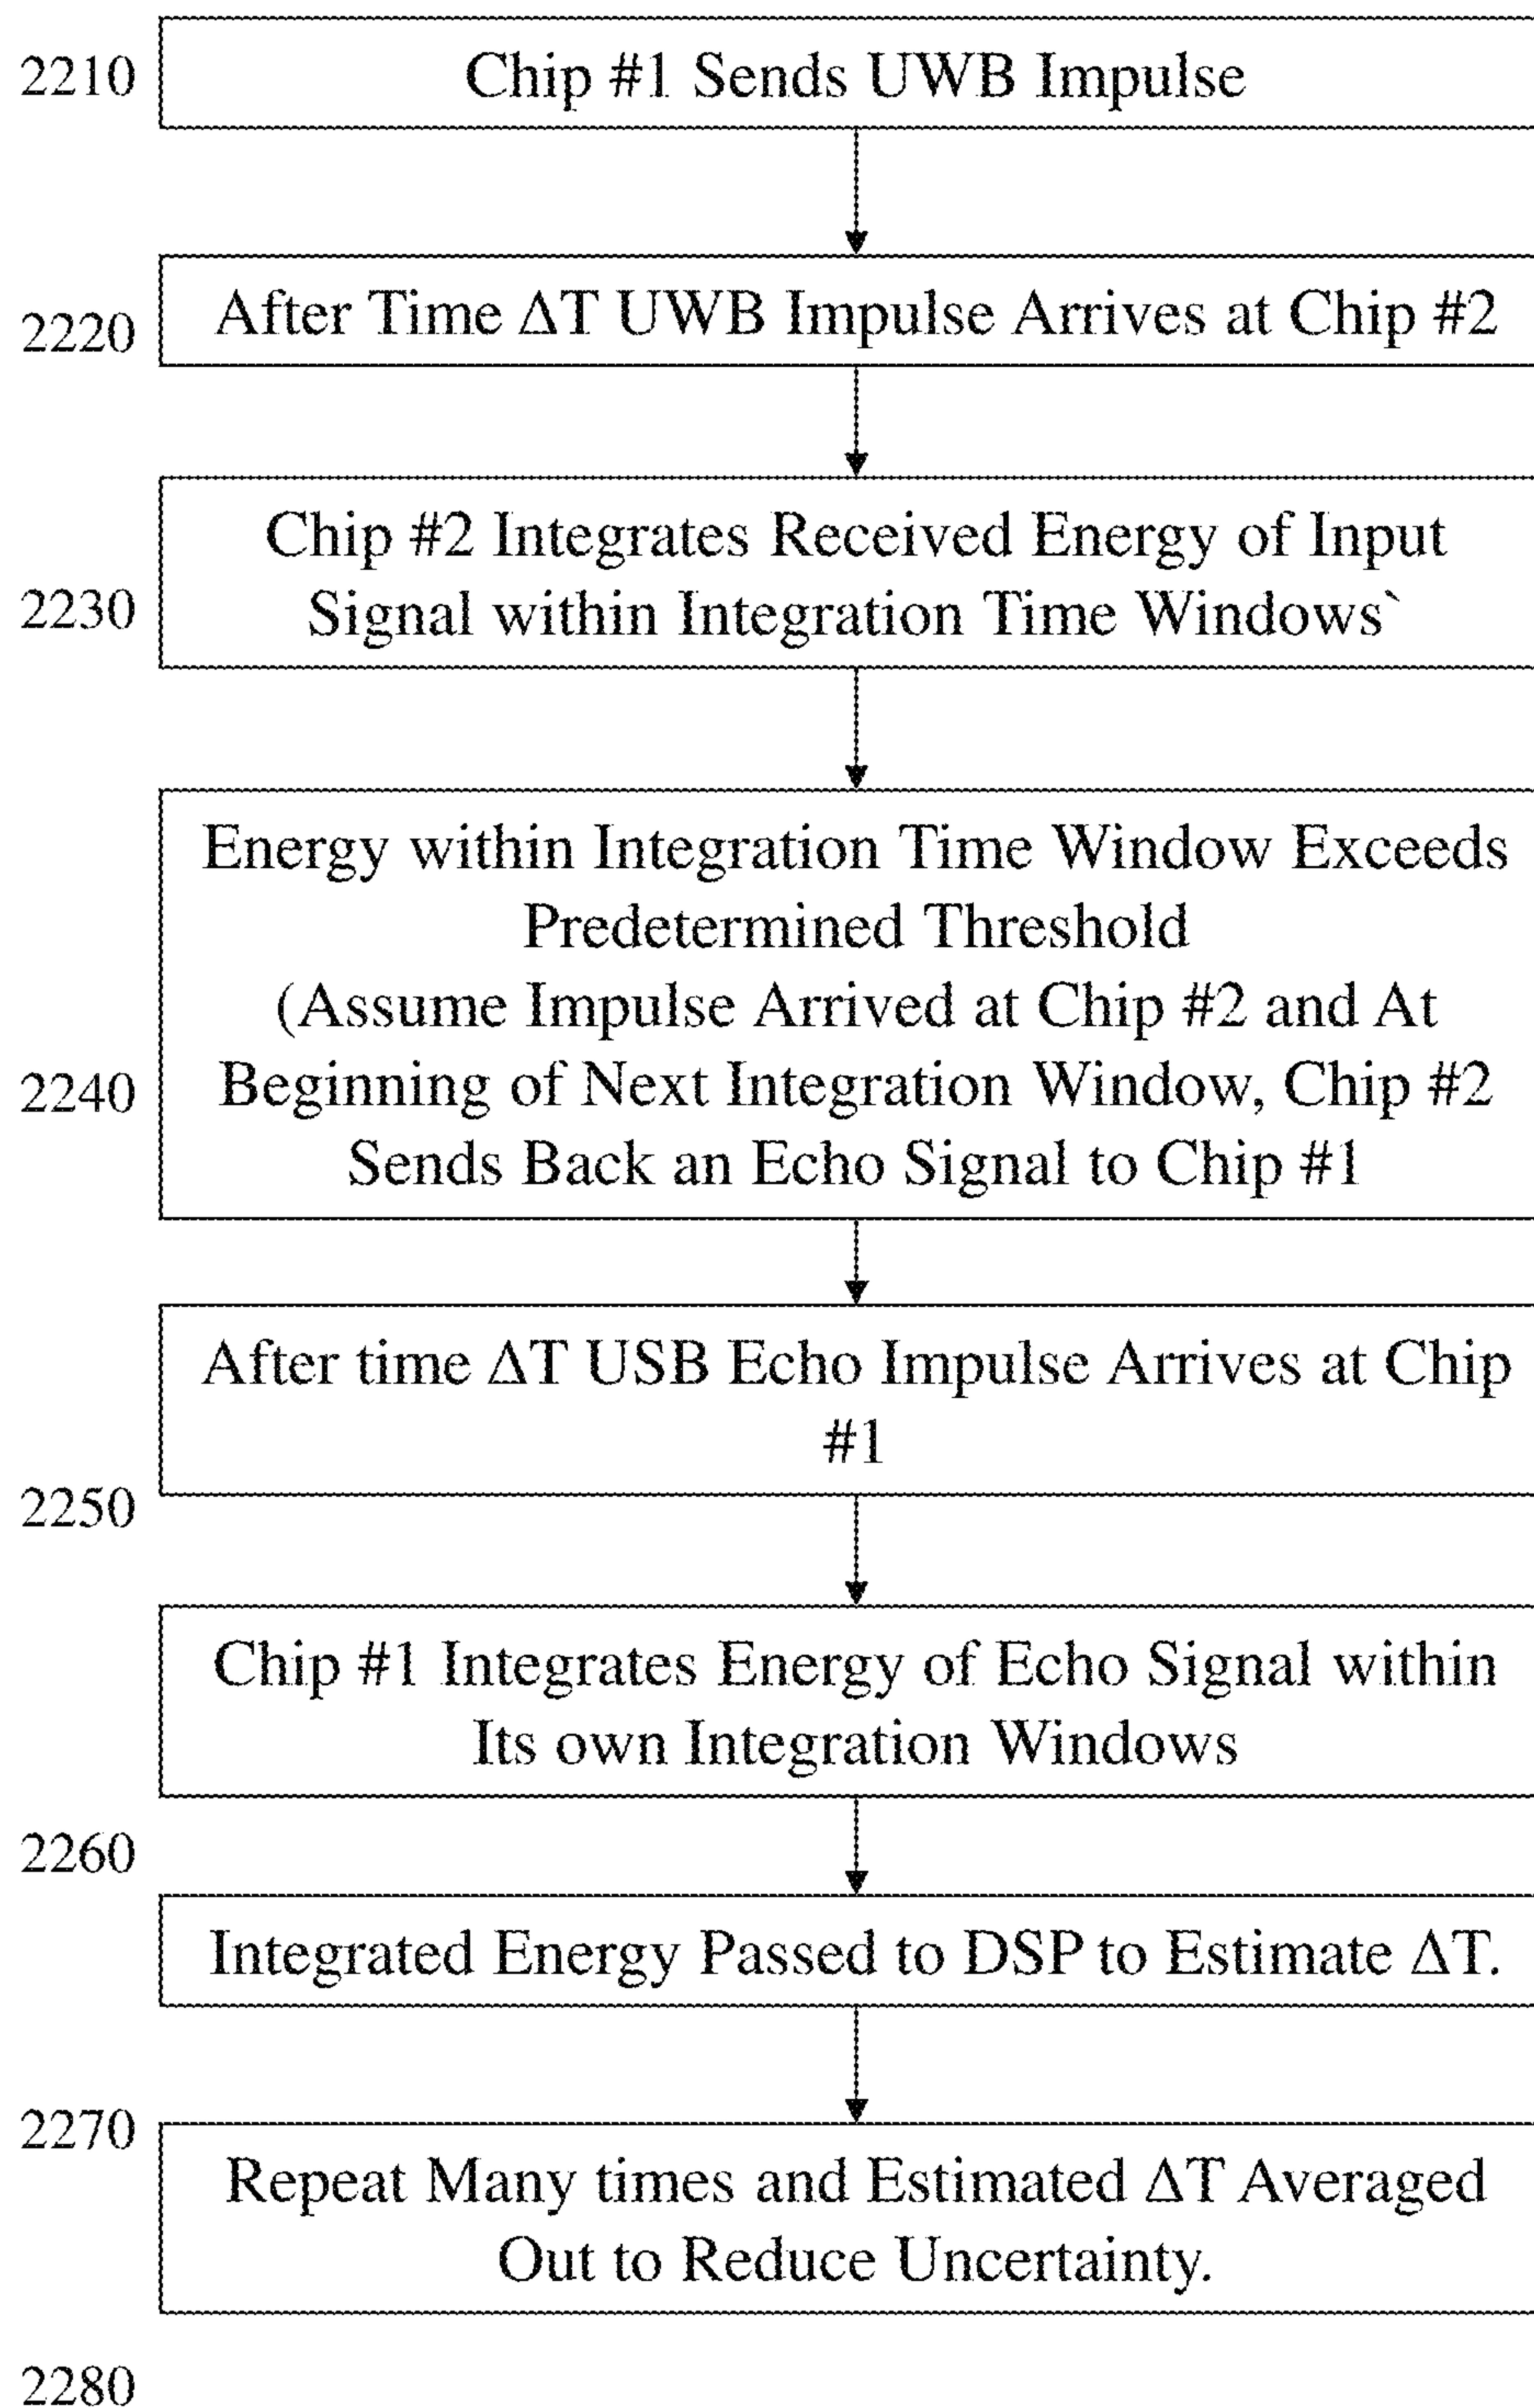 2210
Chip #1 Sends UWB Impulse
2220
After Time ΔT UWB Impulse Arrives at Chip #2
2230
Chip #2 Integrates Received Energy of Input
Signal within Integration Time Windows`
2240
Energy within Integration Time Window Exceeds
Predetermined Threshold
(Assume Impulse Arrived at Chip #2 and At
Beginning of Next Integration Window, Chip #2
Sends Back an Echo Signal to Chip #1
2250
After time ΔT USB Echo Impulse Arrives at Chip
#1
2260
Chip #1 Integrates Energy of Echo Signal within
Its own Integration Windows
2270
Integrated Energy Passed to DSP to Estimate ΔT.
2280
Repeat Many times and Estimated ΔT Averaged
Out to Reduce Uncertainty.